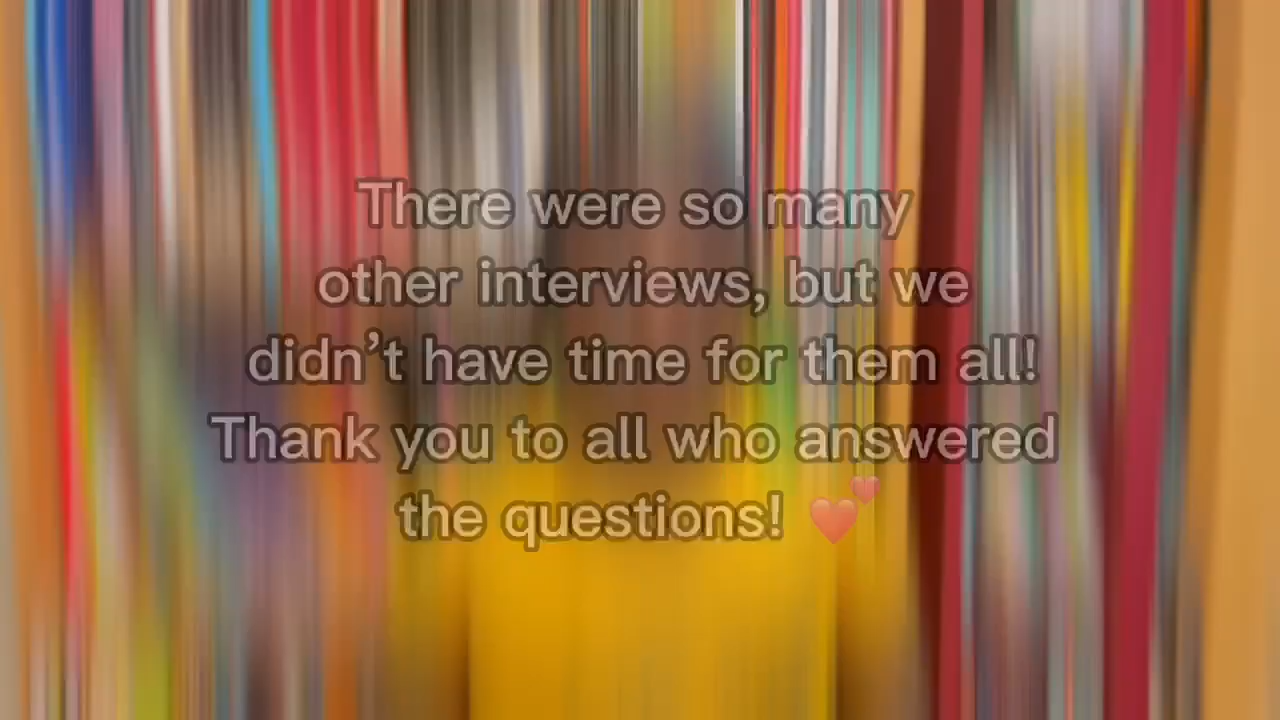 There were so many
other interviews, but we
didn’t have time for them all!
Thank you to all who answered
the questions! 💕